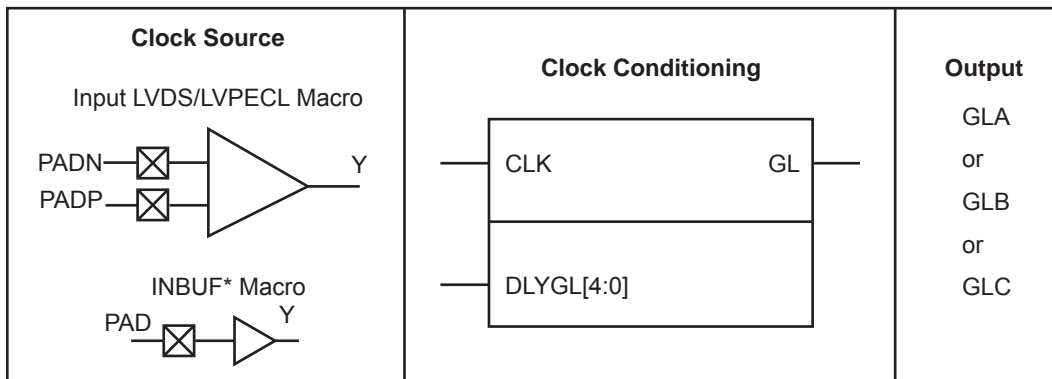 Clock Source
Input LVDS/LVPECL Macro
PADN
PADP
Y
INBUF* Macro
PAD
Y
Clock Conditioning
CLK
GL
DLYGL[4:0]
Output
GLA
or
GLB
or
GLC